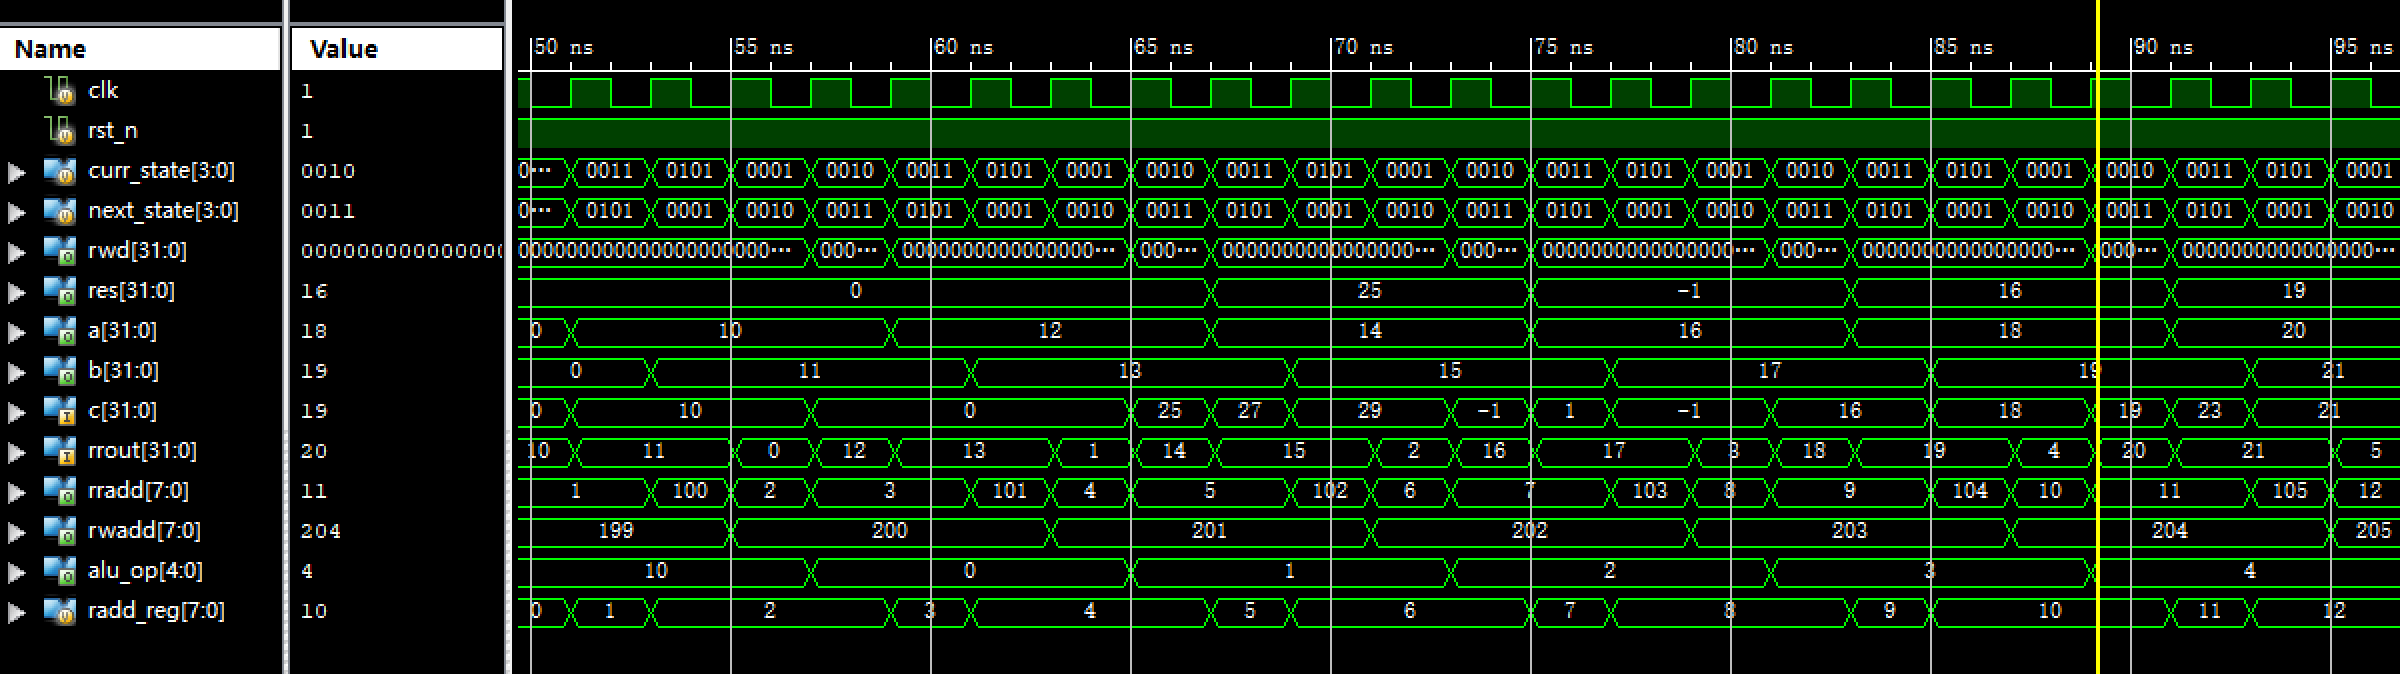 Name Value 50 ns 55 ns 60 ns 65 ns 70 ns 75 ns 80 ns 85 ns 90 ns 95 ns
clk 1
rst_n 1
curr_state[3:0] 0010 0··· 0011 0101 0001 0010 0011 0101 0001 0010 0011 0101 0001 0010 0011 0101 0001 0010 0011 0101 0001 0010 0011 0101 0001
next_state[3:0] 0011 0··· 0101 0001 0010 0011 0101 0001 0010 0011 0101 0001 0010 0011 0101 0001 0010 0011 0101 0001 0010 0011 0101 0001 0010
rwd[31:0] 000000000000000( 00000000000000000000··· 000··· 00000000000000000··· 000··· 00000000000000000··· 000··· 00000000000000000··· 000··· 00000000000000000··· 000··· 00000000000000000···
res[31:0] 16 0 25 -1 16 19
a[31:0] 18 0 10 12 14 16 18 20
b[31:0] 19 0 11 13 15 17 19 21
c[31:0] 19 0 10 0 25 27 29 -1 1 -1 16 18 19 23 21
rrout[31:0] 20 10 11 0 12 13 1 14 15 2 16 17 3 18 19 4 20 21 5
rradd[7:0] 11 1 100 2 3 101 4 5 102 6 7 103 8 9 104 10 11 105 12
rwadd[7:0] 204 199 200 201 202 203 204 205
alu_op[4:0] 4 10 0 1 2 3 4
radd_reg[7:0] 10 0 1 2 3 4 5 6 7 8 9 10 11 12